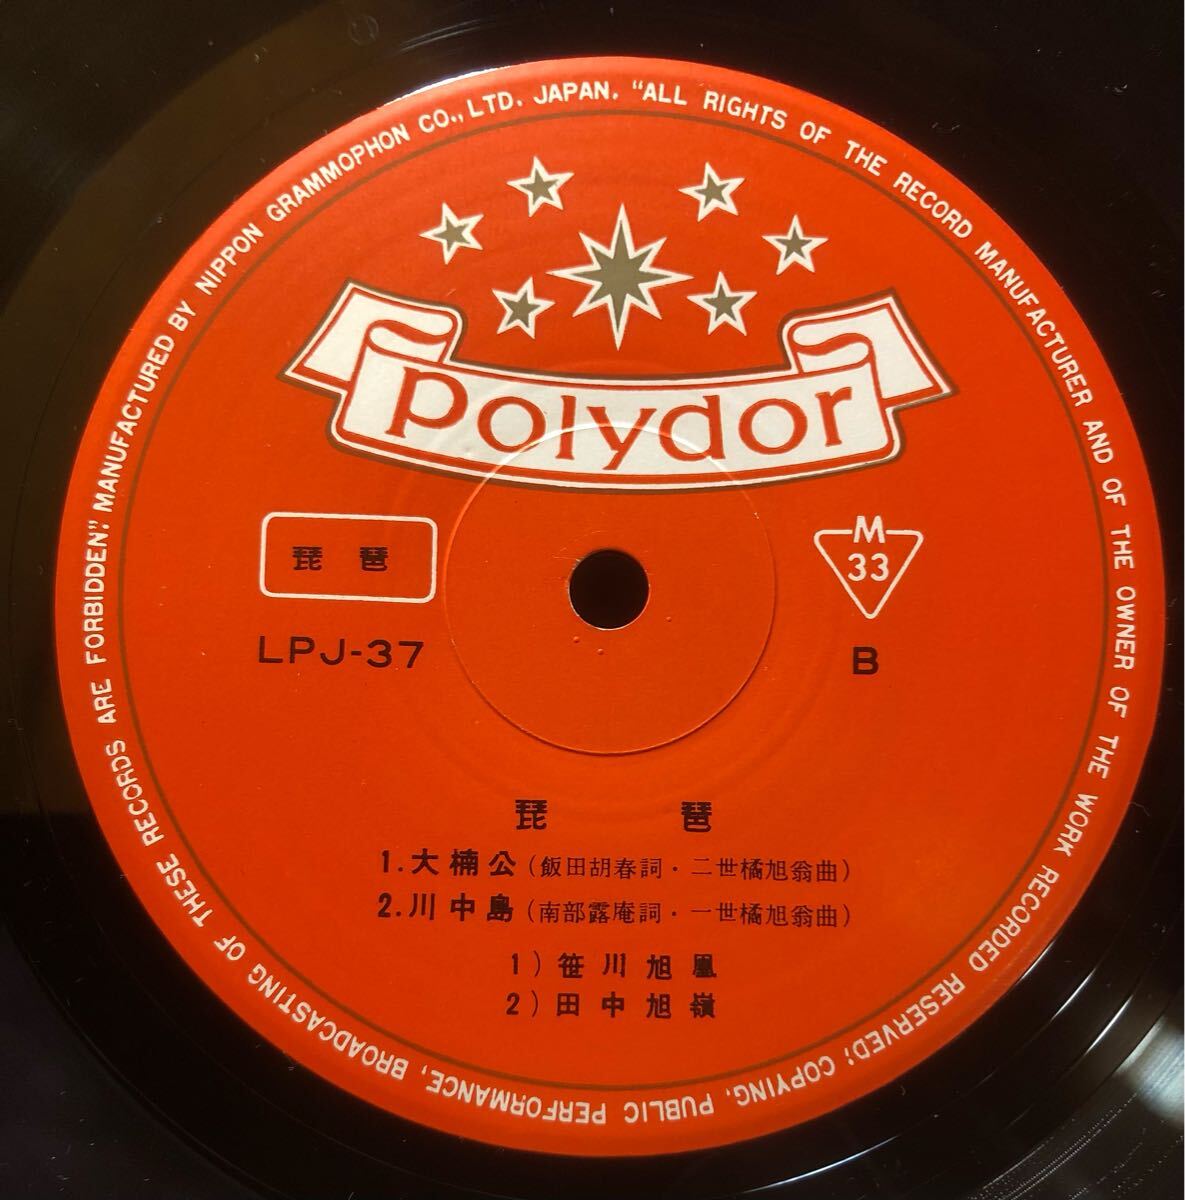 MANUFACTURED BY NIPPON GRAMMOPHON CO., LTD. JAPAN. "ALL RIGHTS OF THE RECORD MANUFACTURER AND OF THE OWNER OF THE WORK RECORDED RESERVED; COPYING, PUBLIC PERFORMANCE, BROADCASTING OF THESE RECORDS ARE FORBIDDEN"
polydor
琵琶
M
33
LPJ-37
B
琵琶
1.大楠公(飯田胡春詞・二世橘旭翁曲)
2.川中島(南部露庵詞・一世橘旭翁曲)
1)笹川旭凰
2)田中旭嶺